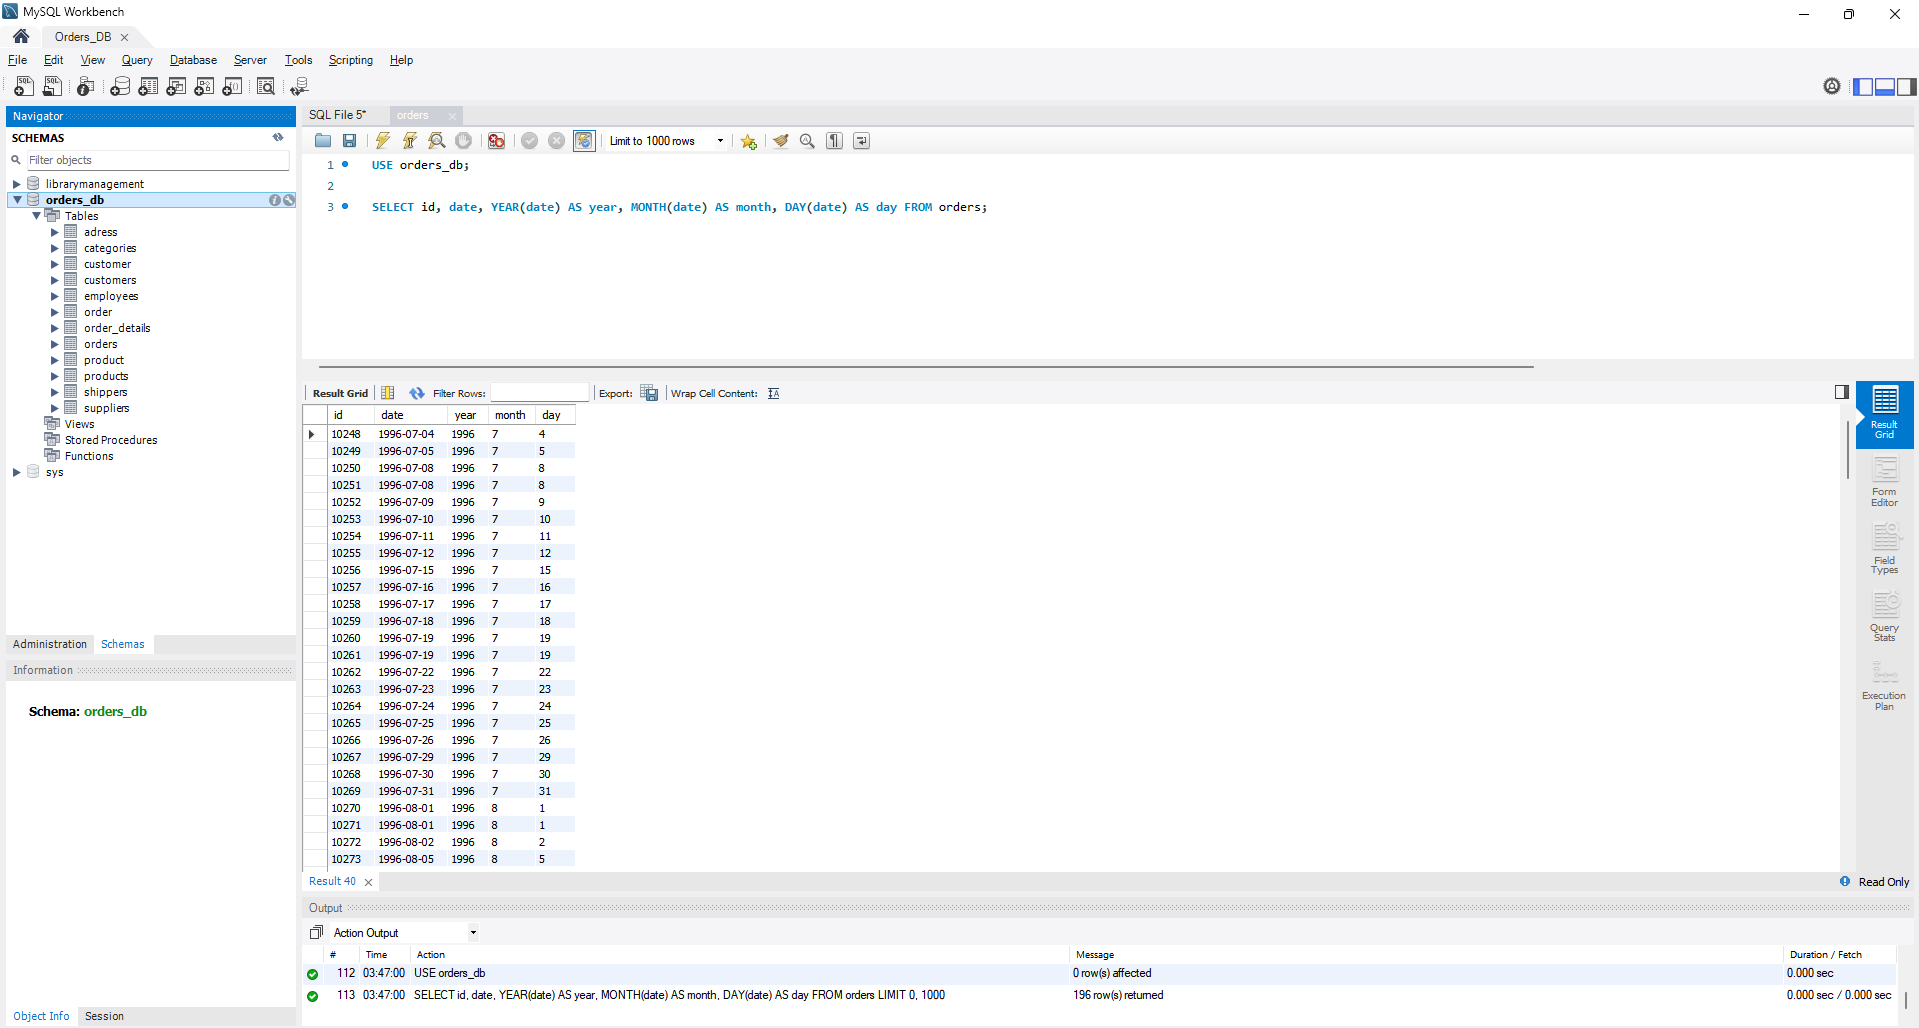 MySQL Workbench
Orders_DB
File Edit View Query Database Server Tools Scripting Help
Navigator
SCHEMAS
Filter objects
librarymanagement
orders_db
Tables
adress
categories
customer
customers
employees
order
order_details
orders
product
products
shippers
suppliers
Views
Stored Procedures
Functions
sys
Administration Schemas
Information
Schema: orders_db
Object Info Session
SQL File 5* orders
Limit to 1000 rows
1 USE orders_db;
2
3 SELECT id, date, YEAR(date) AS year, MONTH(date) AS month, DAY(date) AS day FROM orders;
Result Grid Filter Rows: Export: Wrap Cell Content:
id date year month day
10248 1996-07-04 1996 7 4
10249 1996-07-05 1996 7 5
10250 1996-07-08 1996 7 8
10251 1996-07-08 1996 7 8
10252 1996-07-09 1996 7 9
10253 1996-07-10 1996 7 10
10254 1996-07-11 1996 7 11
10255 1996-07-12 1996 7 12
10256 1996-07-15 1996 7 15
10257 1996-07-16 1996 7 16
10258 1996-07-17 1996 7 17
10259 1996-07-18 1996 7 18
10260 1996-07-19 1996 7 19
10261 1996-07-19 1996 7 19
10262 1996-07-22 1996 7 22
10263 1996-07-23 1996 7 23
10264 1996-07-24 1996 7 24
10265 1996-07-25 1996 7 25
10266 1996-07-26 1996 7 26
10267 1996-07-29 1996 7 29
10268 1996-07-30 1996 7 30
10269 1996-07-31 1996 7 31
10270 1996-08-01 1996 8 1
10271 1996-08-01 1996 8 1
10272 1996-08-02 1996 8 2
10273 1996-08-05 1996 8 5
Result
Grid
Form
Editor
Field
Types
Query
Stats
Execution
Plan
Result 40
Read Only
Output
Action Output
# Time Action Message Duration / Fetch
112 03:47:00 USE orders_db 0 row(s) affected 0.000 sec
113 03:47:00 SELECT id, date, YEAR(date) AS year, MONTH(date) AS month, DAY(date) AS day FROM orders LIMIT 0, 1000 196 row(s) returned 0.000 sec / 0.000 sec